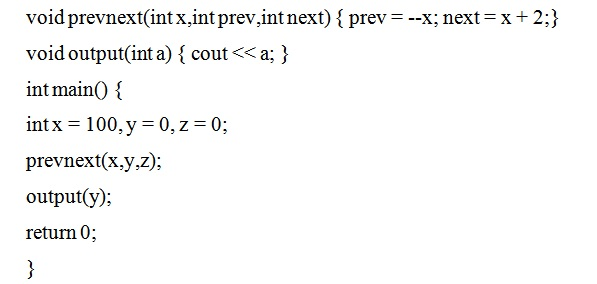 void prevnext(int x,int prev,int next) { prev = --x; next = x + 2;}
void output(int a) { cout << a; }
int main() {
int x = 100, y = 0, z = 0;
prevnext(x,y,z);
output(y);
return 0;
}